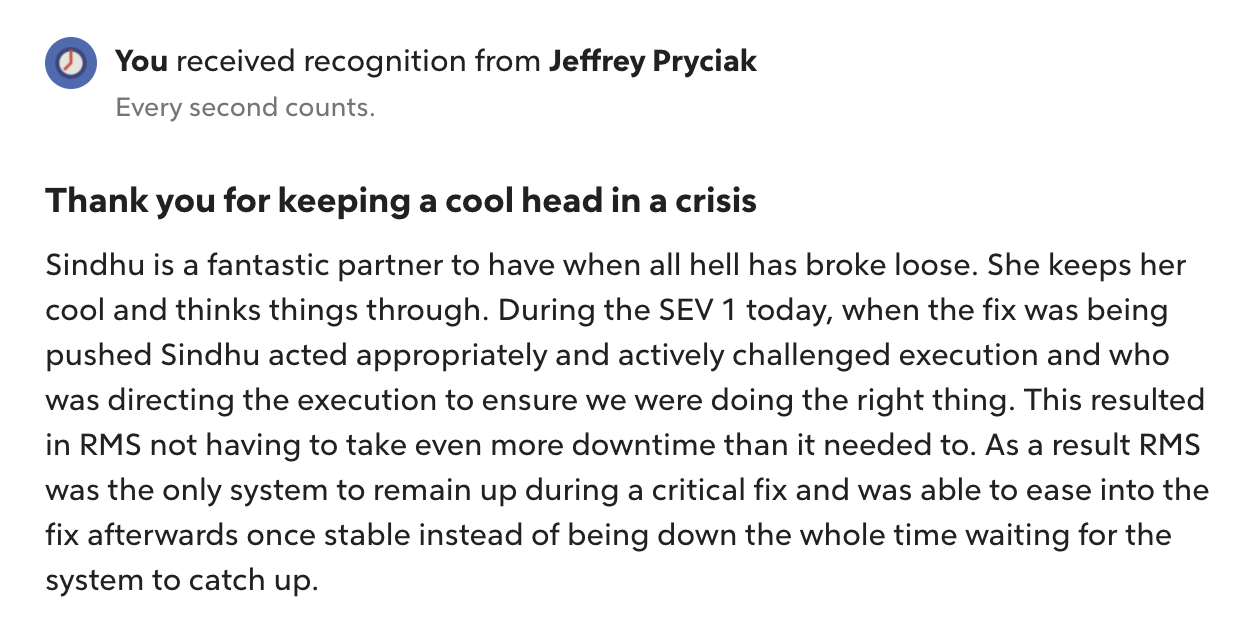 You received recognition from Jeffrey Pryciak
Every second counts.
Thank you for keeping a cool head in a crisis
Sindhu is a fantastic partner to have when all hell has broke loose. She keeps her
cool and thinks things through. During the SEV 1 today, when the fix was being
pushed Sindhu acted appropriately and actively challenged execution and who
was directing the execution to ensure we were doing the right thing. This resulted
in RMS not having to take even more downtime than it needed to. As a result RMS
was the only system to remain up during a critical fix and was able to ease into the
fix afterwards once stable instead of being down the whole time waiting for the
system to catch up.